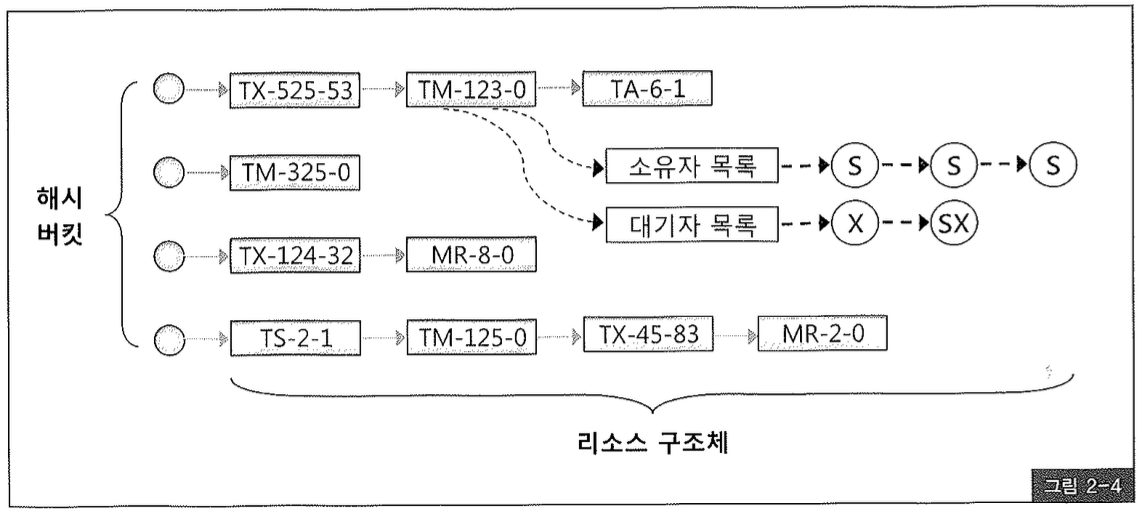 TX-525-53 TM-123-0 TA-6-1
소유자 목록 S S S
TM-325-0
해시
버킷
대기자 목록 X SX
TX-124-32 MR-8-0
TS-2-1 TM-125-0 TX-45-83 MR-2-0
리소스 구조체
그림 2-4